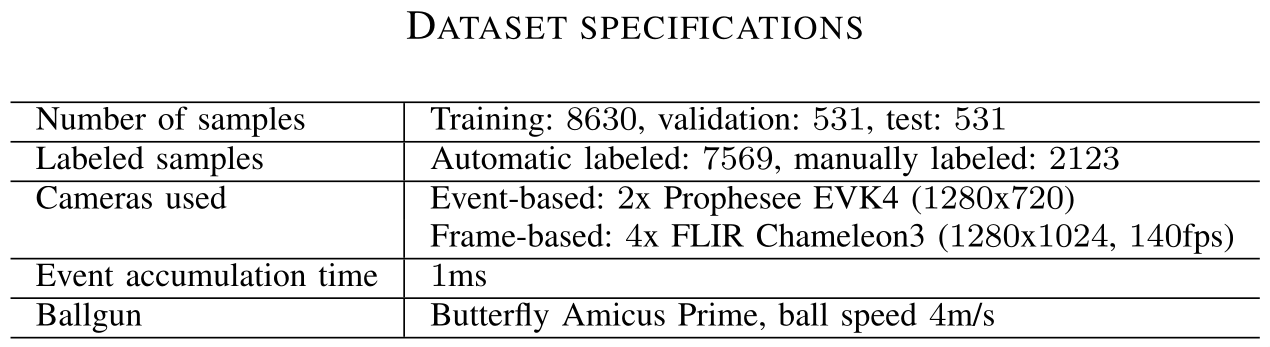 DATASET SPECIFICATIONS
Number of samples Training: 8630, validation: 531, test: 531
Labeled samples Automatic labeled: 7569, manually labeled: 2123
Cameras used Event-based: 2x Prophesee EVK4 (1280x720)
Frame-based: 4x FLIR Chameleon3 (1280x1024, 140fps)
Event accumulation time 1ms
Ballgun Butterfly Amicus Prime, ball speed 4m/s